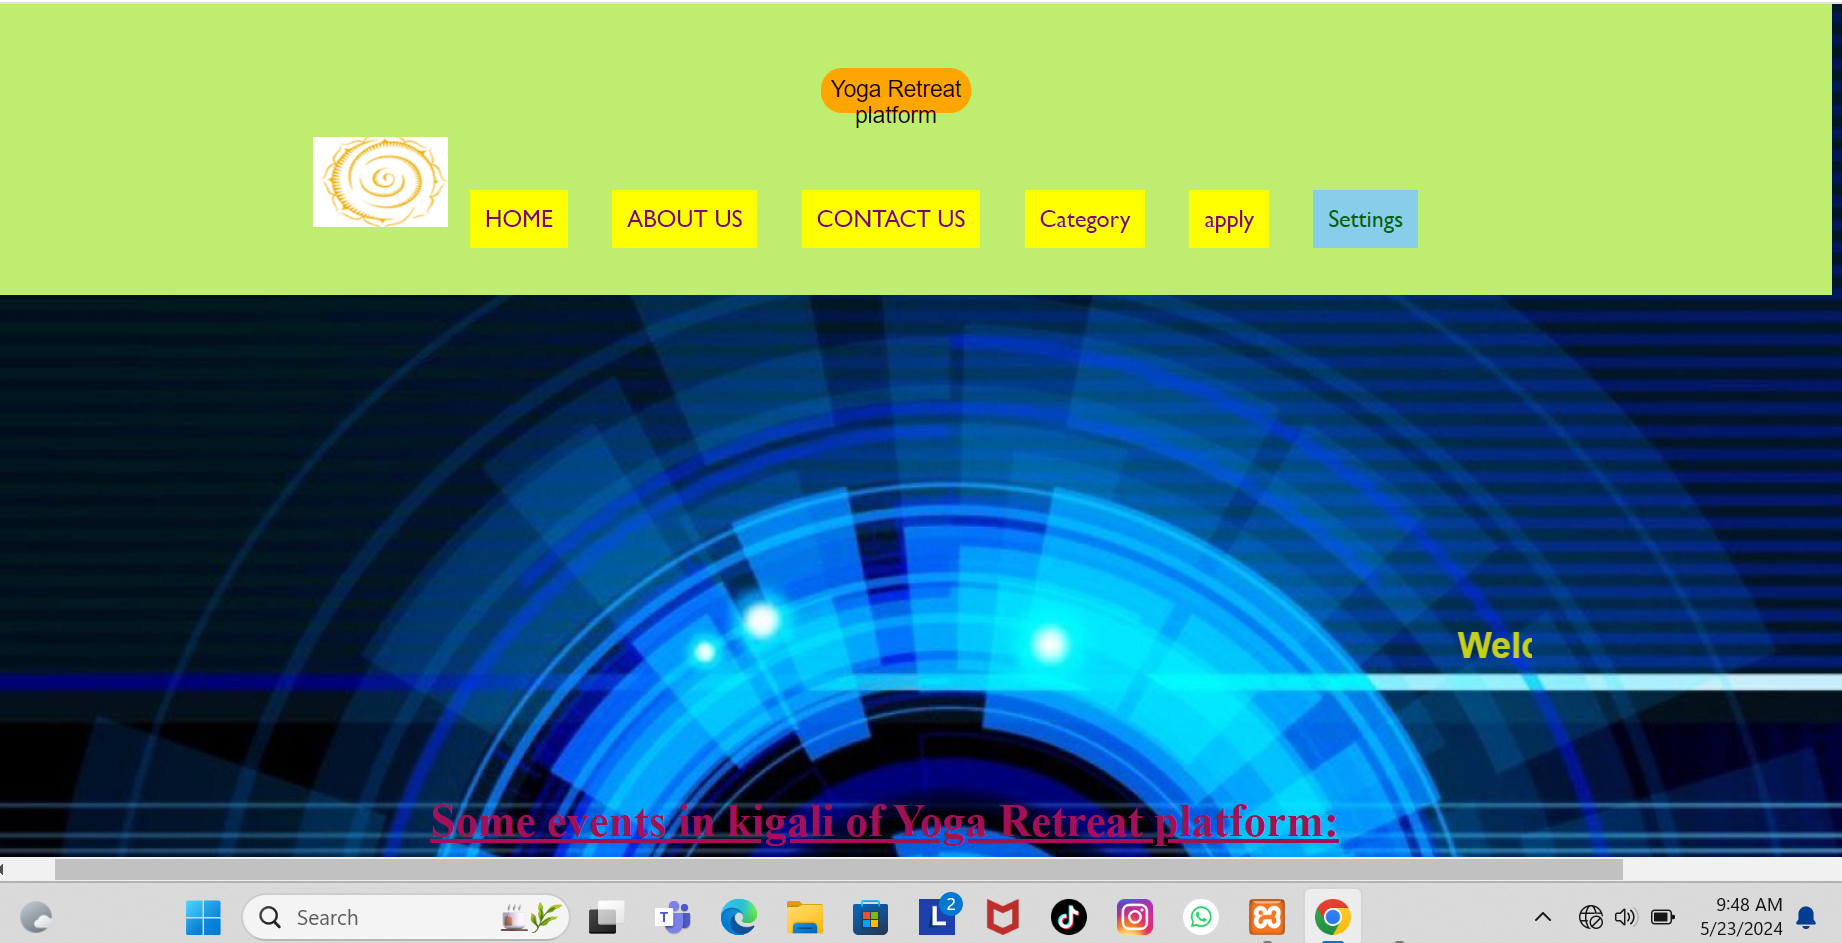 Yoga Retreat
platform
HOME ABOUT US CONTACT US Category apply Settings
Welc
Some events in kigali of Yoga Retreat platform:
Search
T
L
2
9:48 AM
5/23/2024